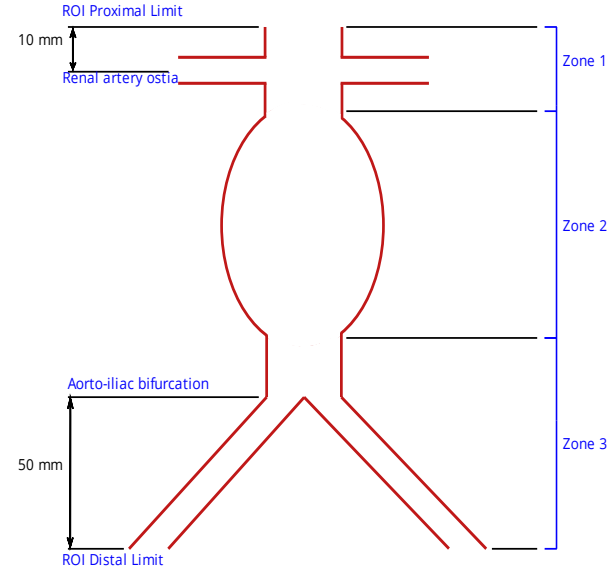 ROI Proximal Limit
10 mm
Zone 1
Renal artery ostia
Zone 2
Aorto-iliac bifurcation
Zone 3
50 mm
ROI Distal Limit